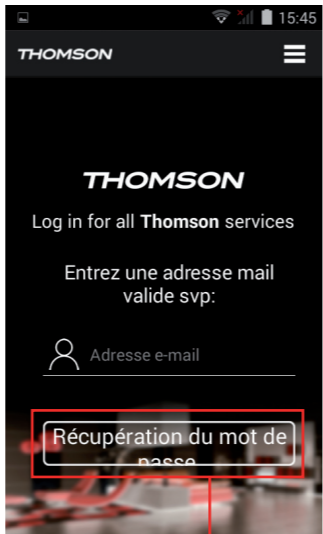 15:45
THOMSON
THOMSON
Log in for all Thomson services
Entrez une adresse mail
valide svp:
Adresse e-mail
Récupération du mot de
passe